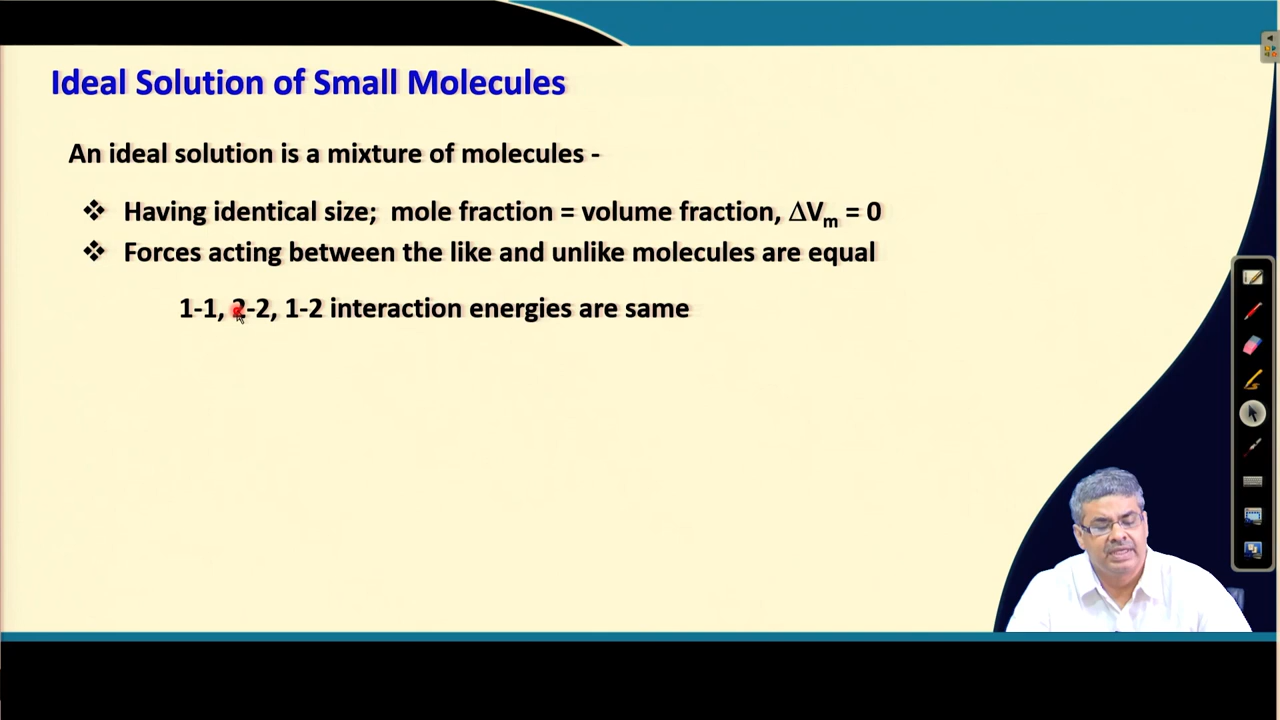 Ideal Solution of Small Molecules
An ideal solution is a mixture of molecules -
❖ Having identical size; mole fraction = volume fraction, ΔVm = 0
❖ Forces acting between the like and unlike molecules are equal
1-1, 2-2, 1-2 interaction energies are same